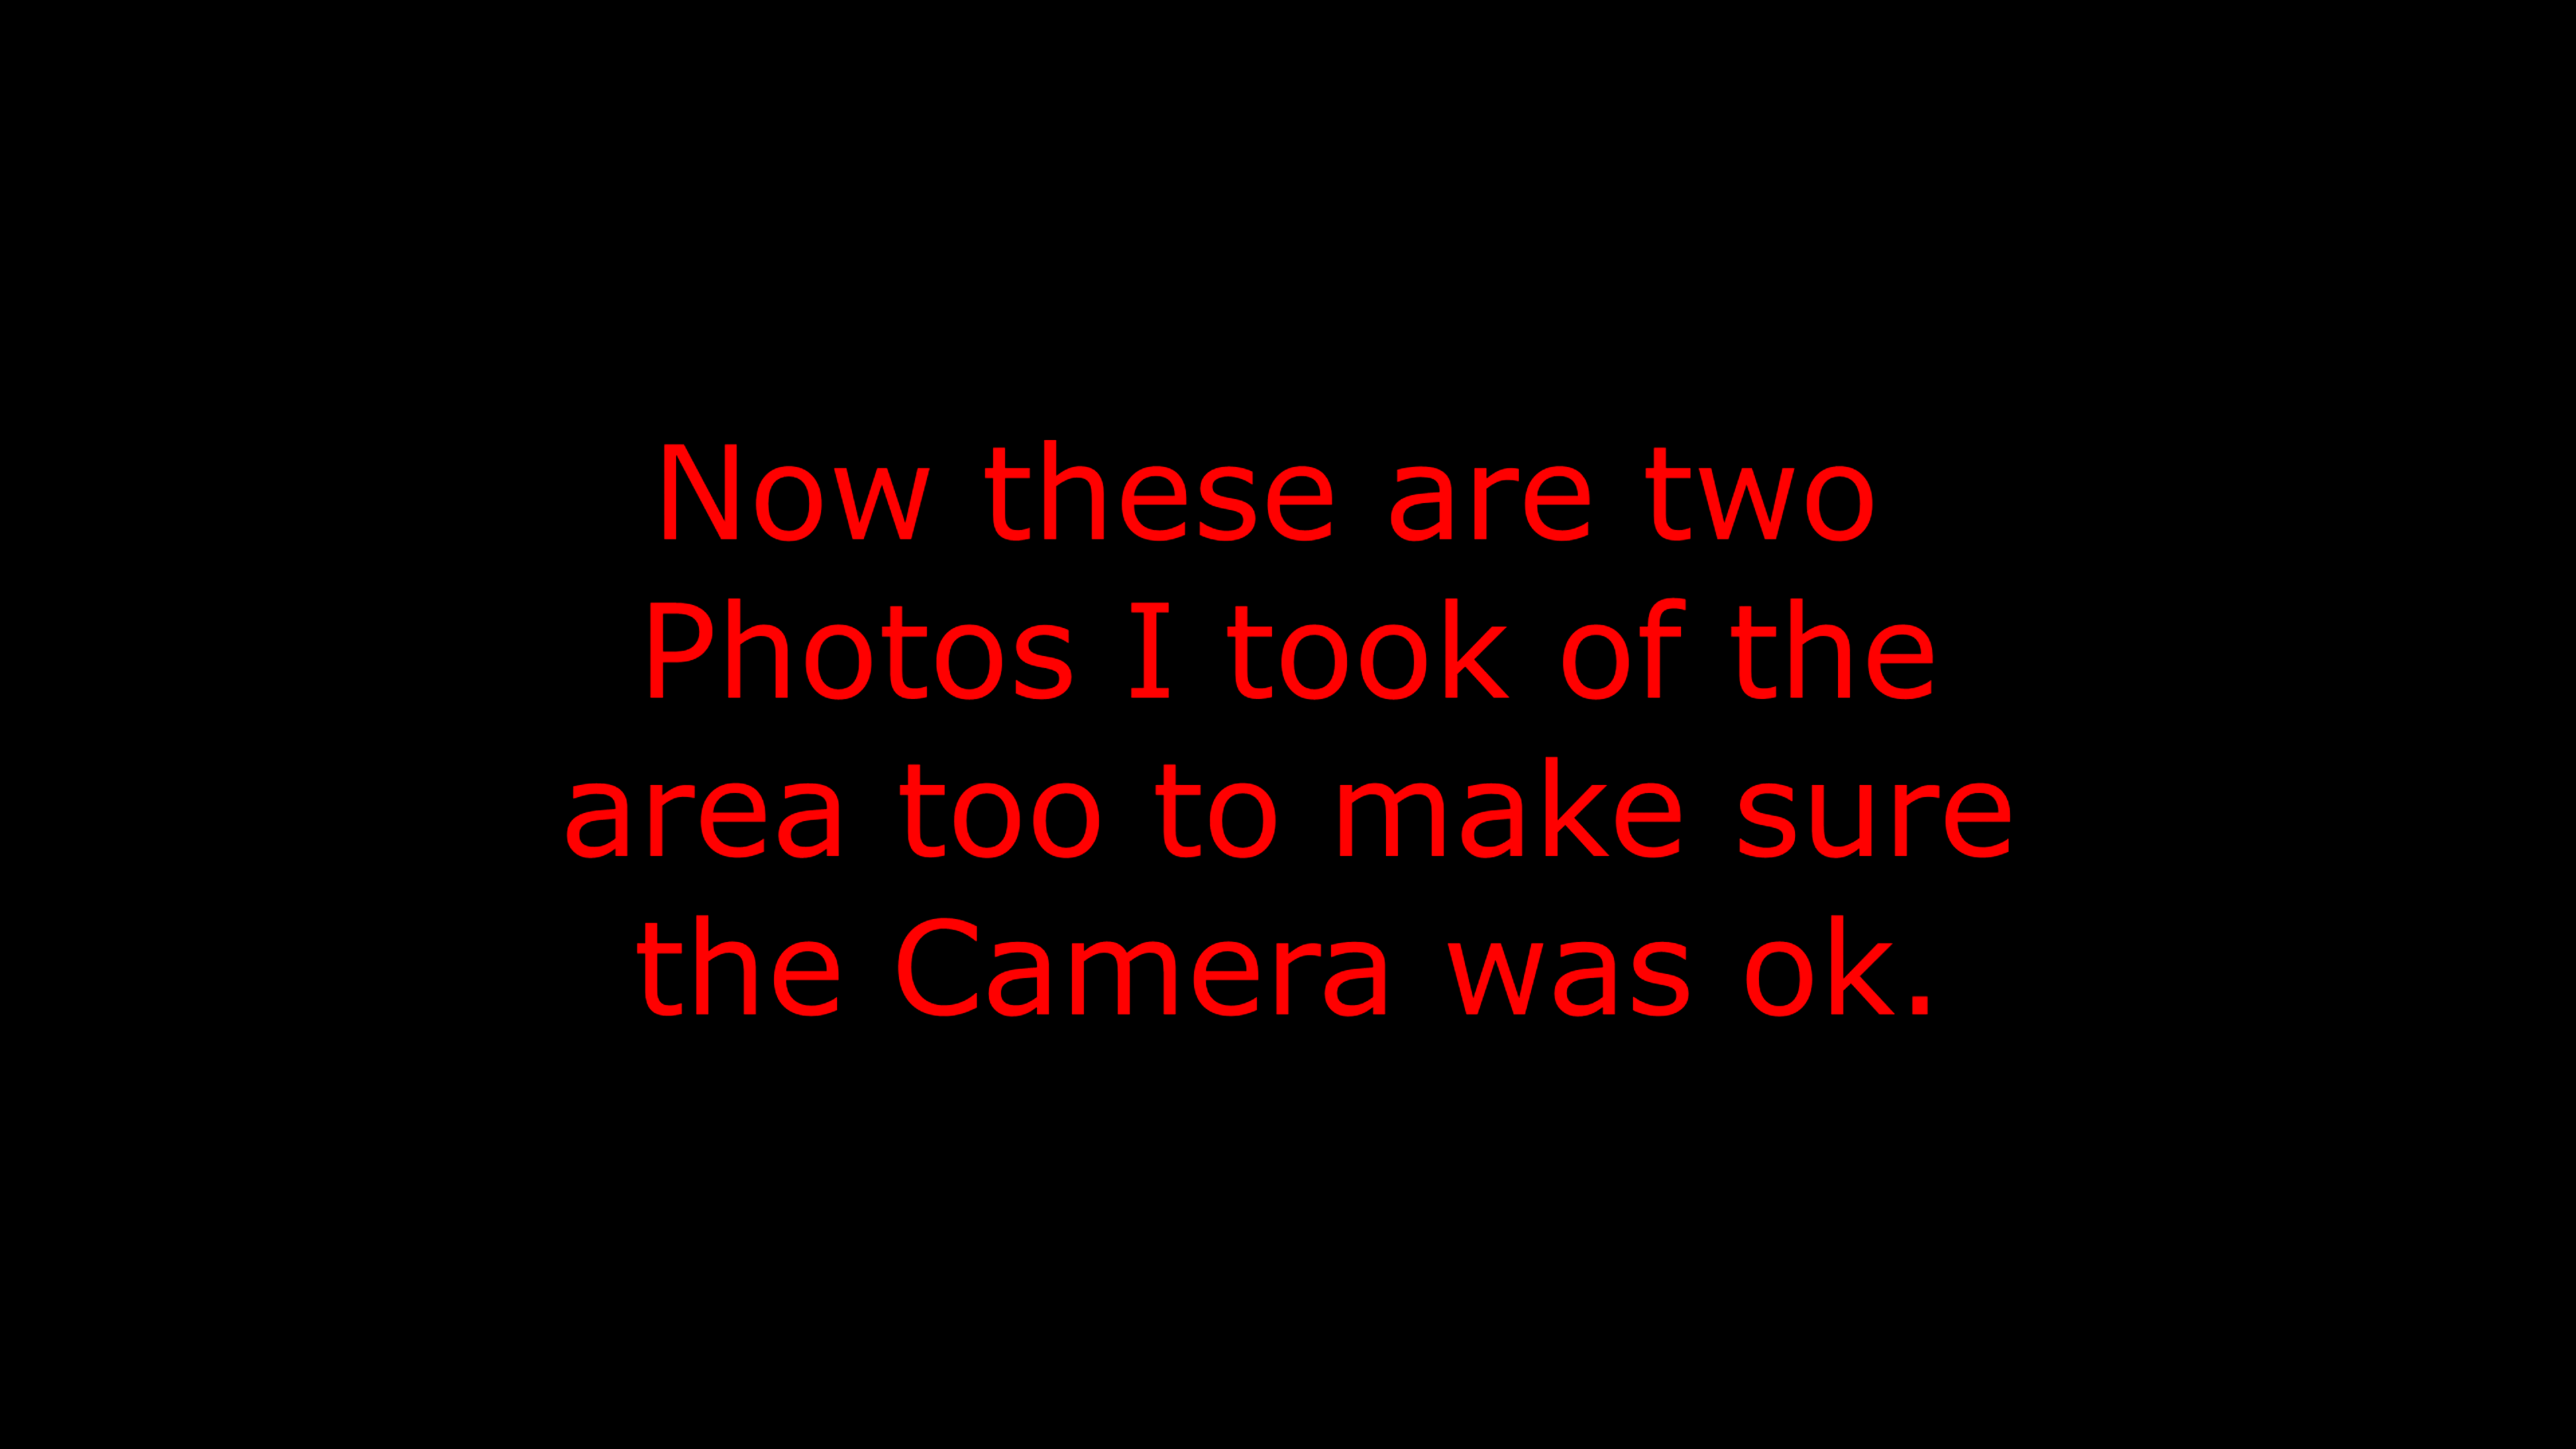 Now these are two
Photos I took of the
area too to make sure
the Camera was ok.